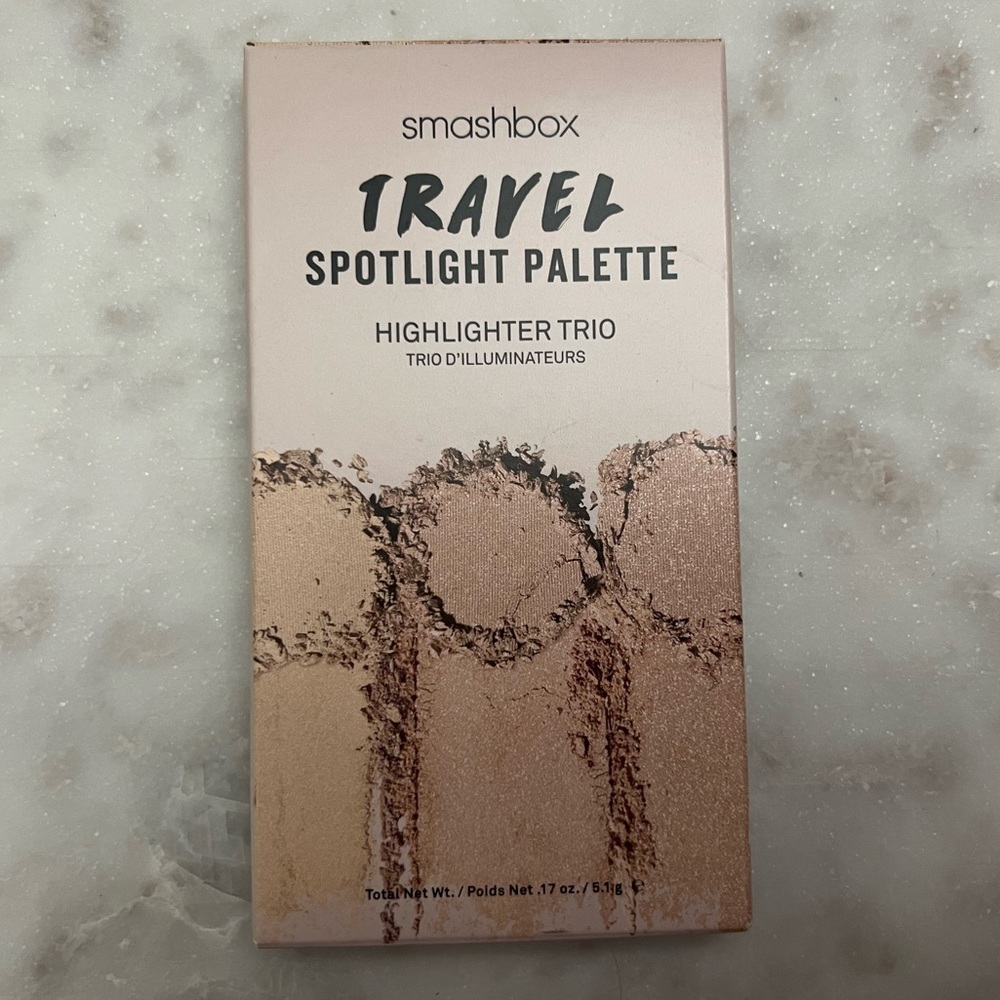 smashbox
TRAVEL
SPOTLIGHT PALETTE
HIGHLIGHTER TRIO
TRIO D'ILLUMINATEURS
Total Net Wt. / Poids Net .17 oz. / 5.1 g ℮